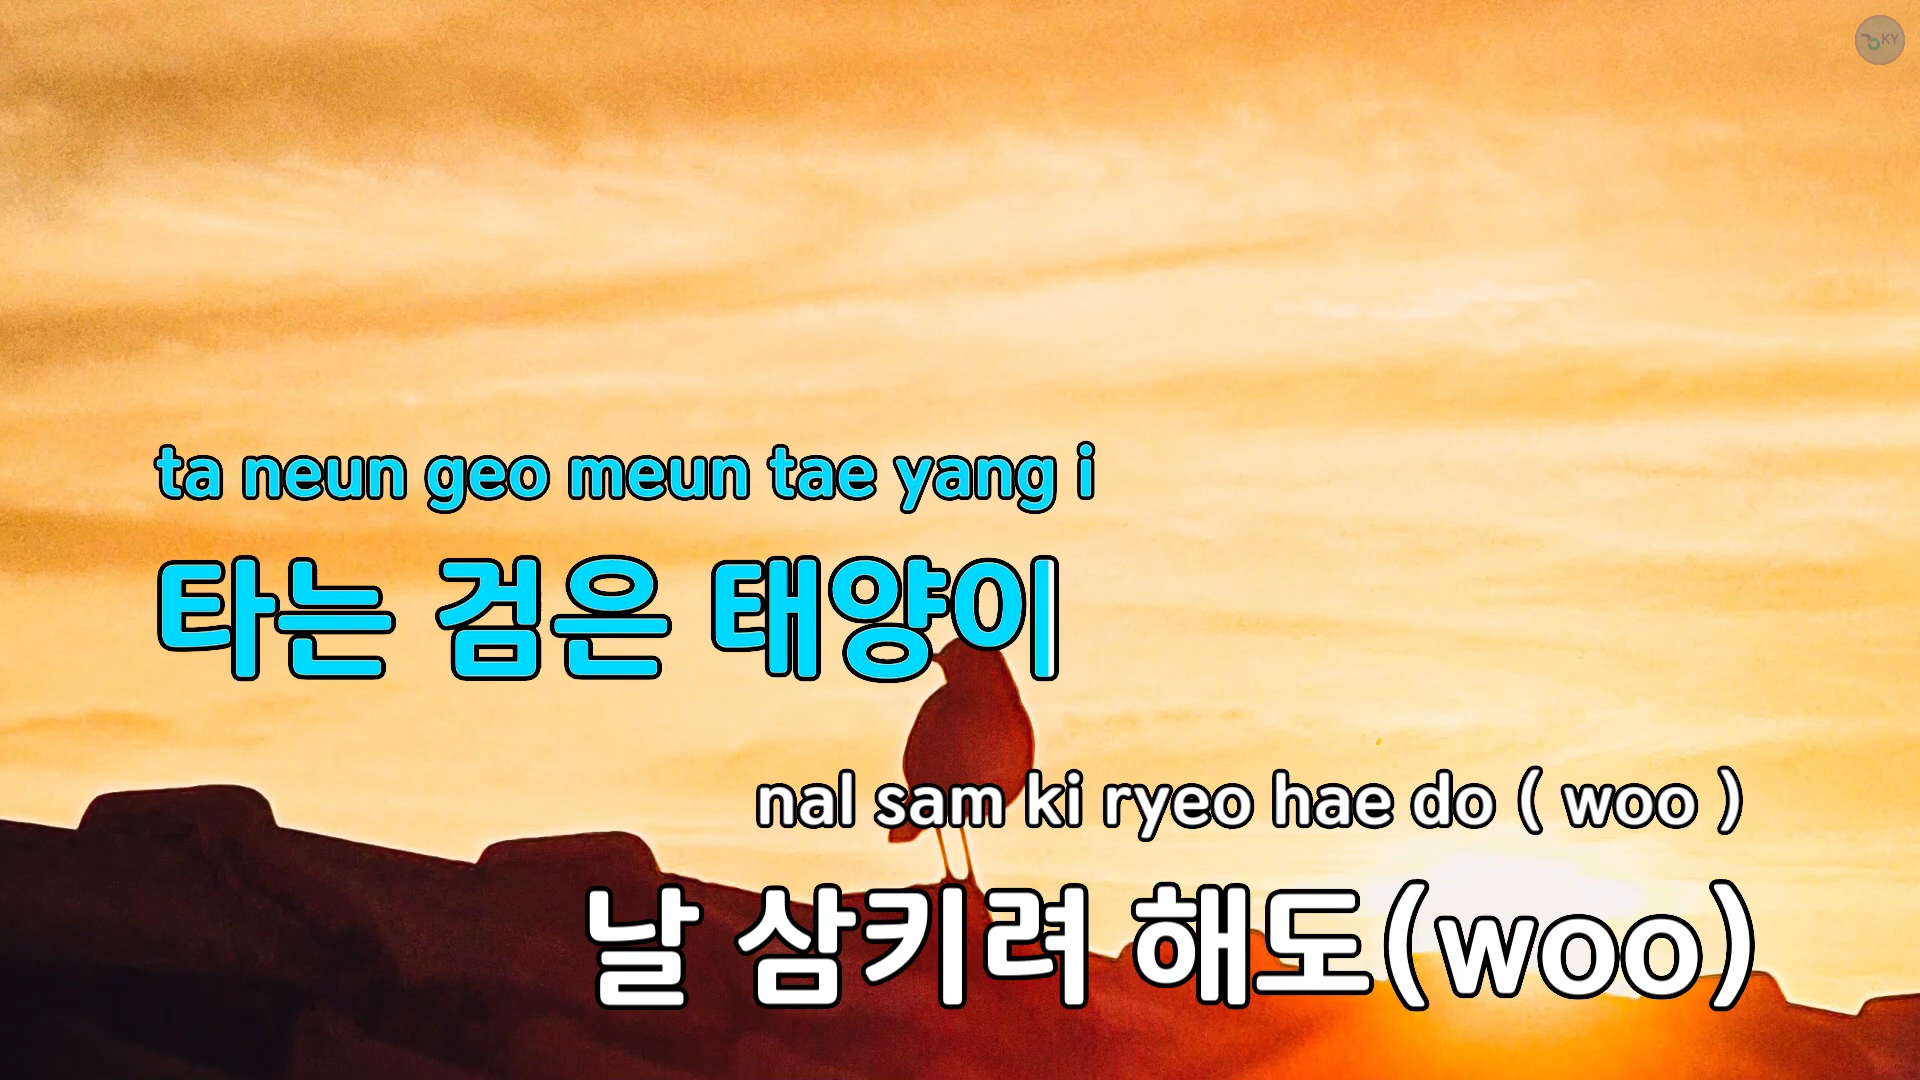 KY
ta neun geo meun tae yang i
타는 검은 태양이
nal sam ki ryeo hae do ( woo )
날 삼키려 해도(woo)